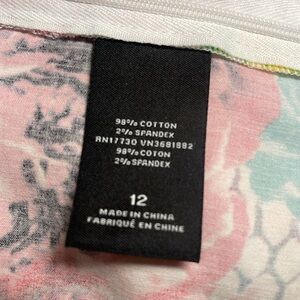 98% COTTON
2% SPANDEX
RN17730 VN3681882
98% COTON
2% SPANDEX
12
MADE IN CHINA
FABRIQUÉ EN CHINE